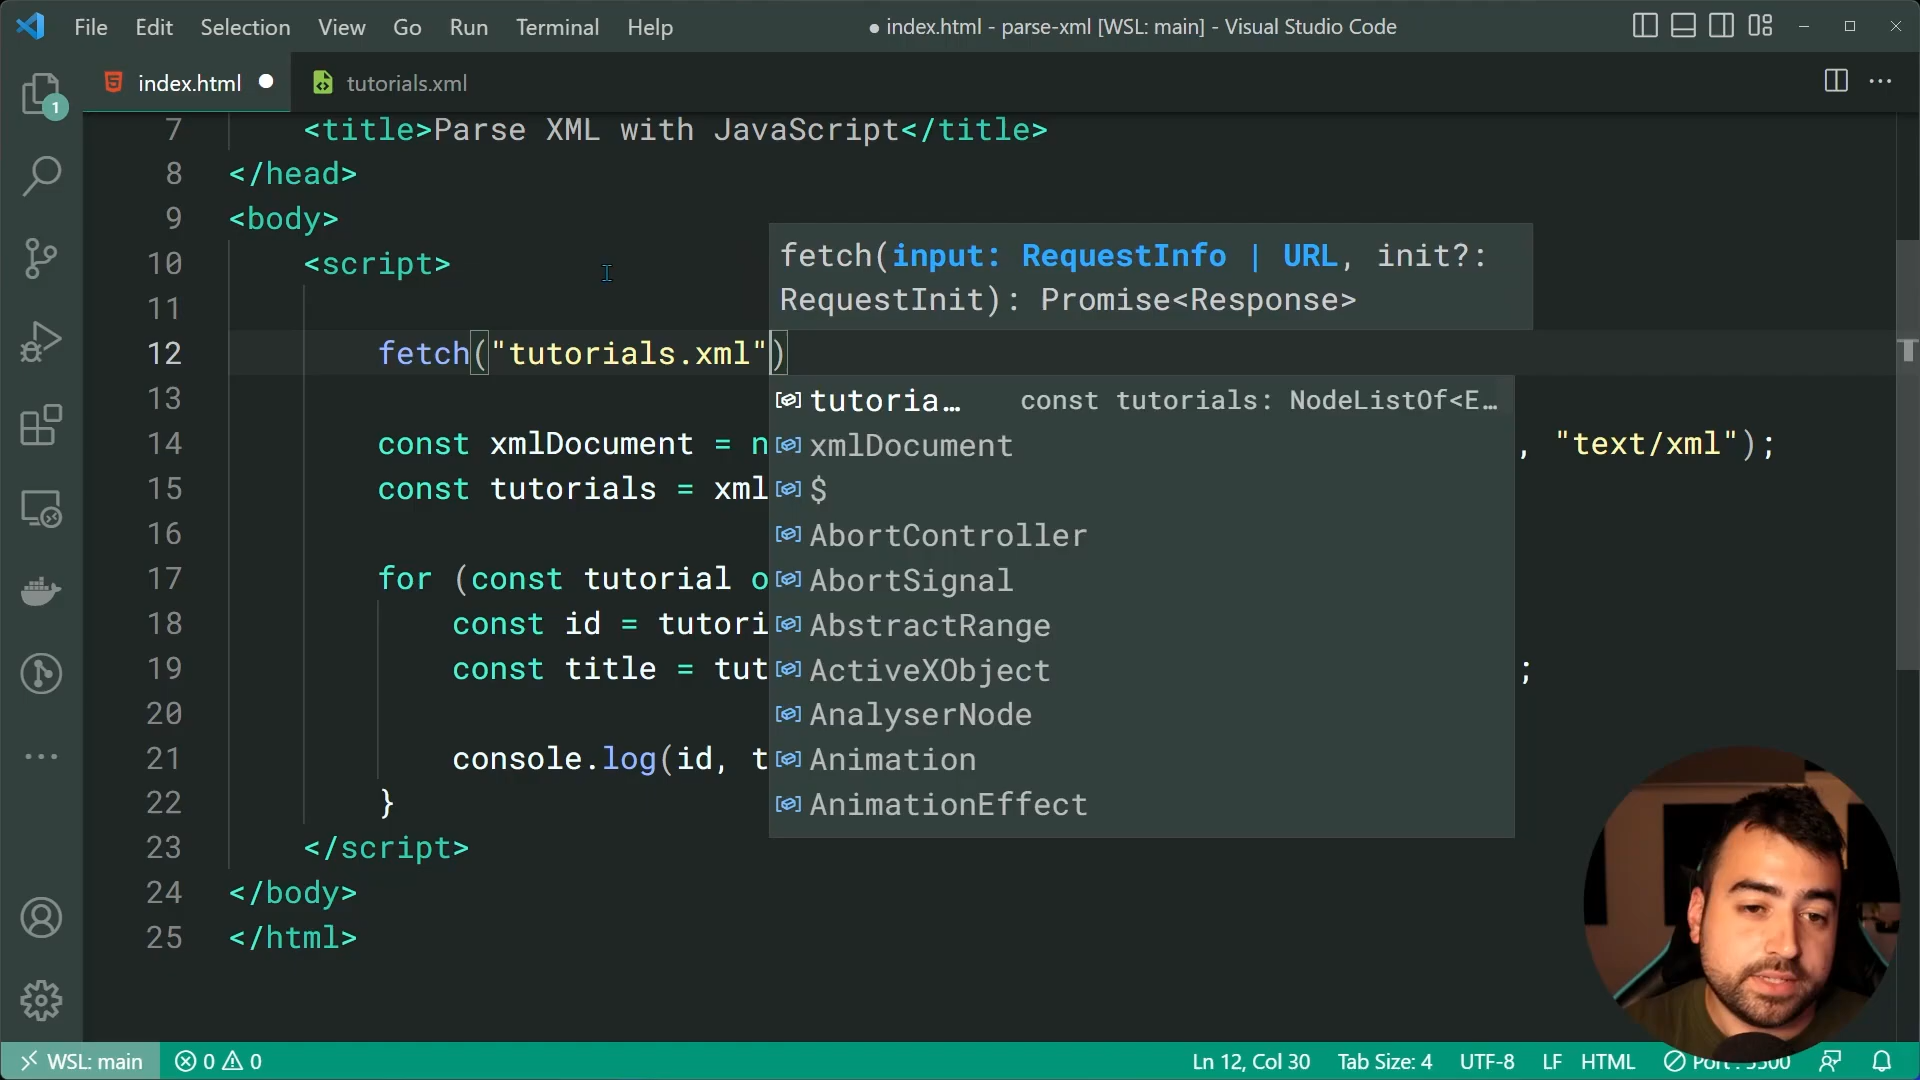 File Edit Selection View Go Run Terminal Help
● index.html - parse-xml [WSL: main] - Visual Studio Code
index.html ● tutorials.xml
1
7 <title>Parse XML with JavaScript</title>
8 </head>
9 <body>
10 <script>
11
12 fetch("tutorials.xml")
13
14 const xmlDocument = n , "text/xml");
15 const tutorials = xml
16
17 for (const tutorial o
18 const id = tutori
19 const title = tut ;
20
21 console.log(id, t
22 }
23 </script>
24 </body>
25 </html>
fetch(input: RequestInfo | URL, init?:
RequestInit): Promise<Response>
tutoria… const tutorials: NodeListOf<E…
xmlDocument
$
AbortController
AbortSignal
AbstractRange
ActiveXObject
AnalyserNode
Animation
AnimationEffect
WSL: main 0 0 Ln 12, Col 30 Tab Size: 4 UTF-8 LF HTML Port : 5500